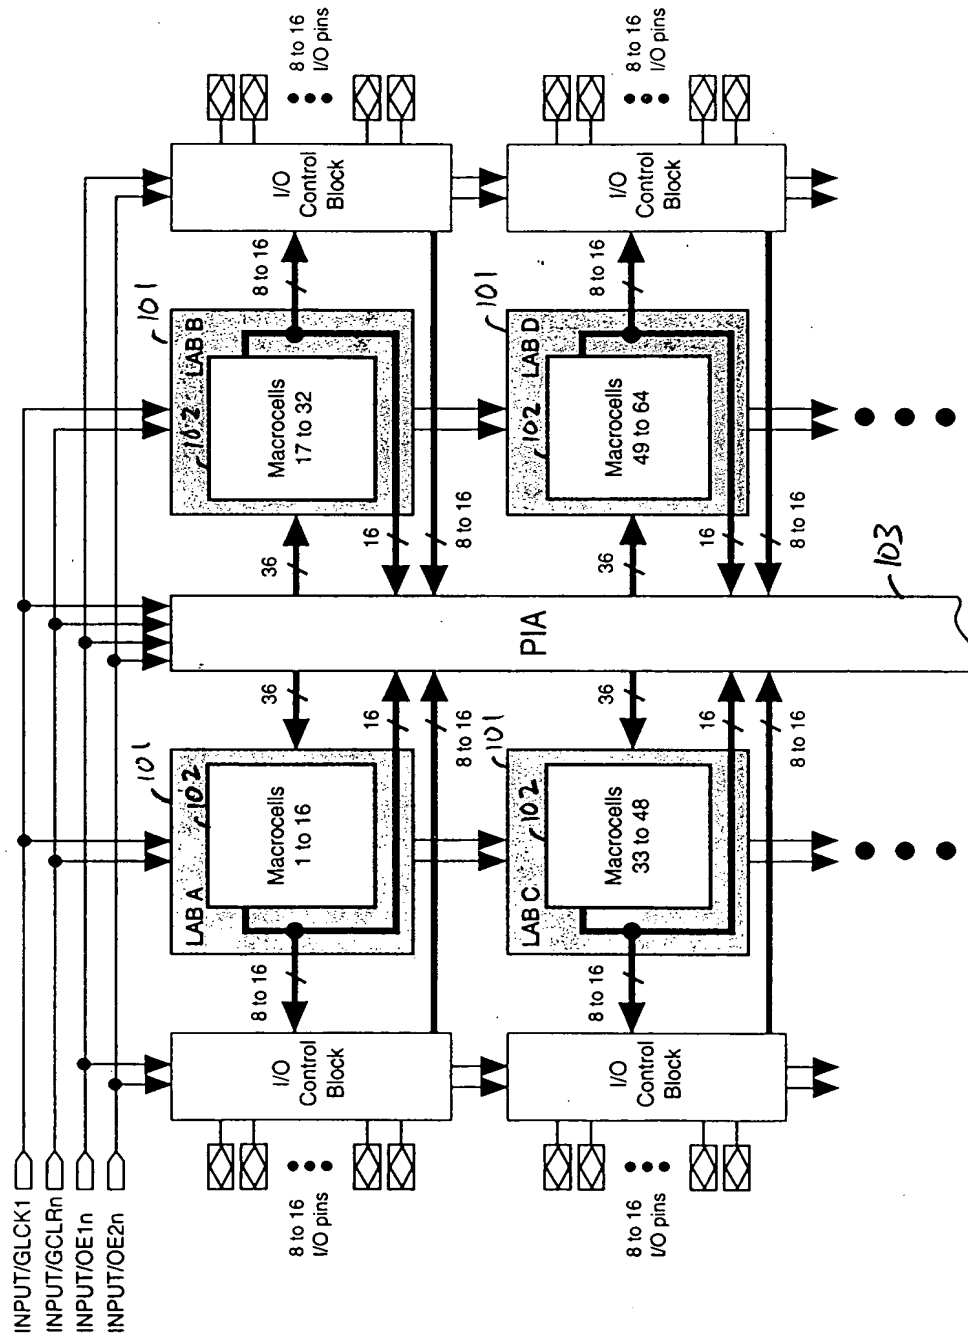 INPUT/GLCK1
INPUT/GCLRn
INPUT/OE1n
INPUT/OE2n
8 to 16
I/O pins
I/O
Control
Block
8 to 16
LAB A
101
102
Macrocells
1 to 16
36
16
8 to 16
PIA
36
16
8 to 16
LAB B
101
102
Macrocells
17 to 32
8 to 16
I/O
Control
Block
8 to 16
I/O pins
8 to 16
I/O pins
I/O
Control
Block
8 to 16
LAB C
101
102
Macrocells
33 to 48
36
16
8 to 16
36
16
8 to 16
103
LAB D
101
102
Macrocells
49 to 64
8 to 16
I/O
Control
Block
8 to 16
I/O pins